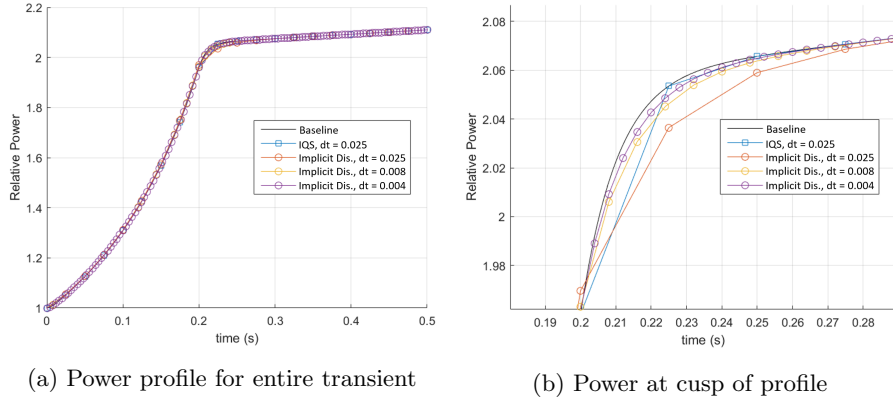 2.2
2
1.8
1.6
1.4
1.2
1
Relative Power
0
0.1
0.2
0.3
0.4
0.5
time (s)
Baseline
IQS, dt = 0.025
Implicit Dis., dt = 0.025
Implicit Dis., dt = 0.008
Implicit Dis., dt = 0.004
(a) Power profile for entire transient
2.08
2.06
2.04
2.02
2
1.98
Relative Power
0.19
0.2
0.21
0.22
0.23
0.24
0.25
0.26
0.27
0.28
time (s)
Baseline
IQS, dt = 0.025
Implicit Dis., dt = 0.025
Implicit Dis., dt = 0.008
Implicit Dis., dt = 0.004
(b) Power at cusp of profile